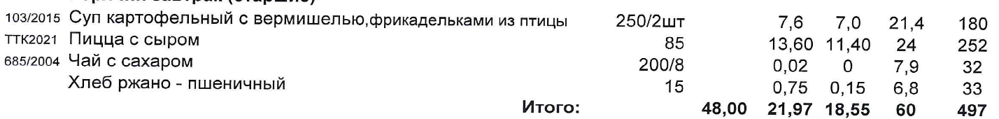 103/2015 Суп картофельный с вермишелью,фрикадельками из птицы 250/2шт 7,6 7,0 21,4 180
ТТК2021 Пицца с сыром 85 13,60 11,40 24 252
685/2004 Чай с сахаром 200/8 0,02 0 7,9 32
Хлеб ржано - пшеничный 15 0,75 0,15 6,8 33
Итого: 48,00 21,97 18,55 60 497